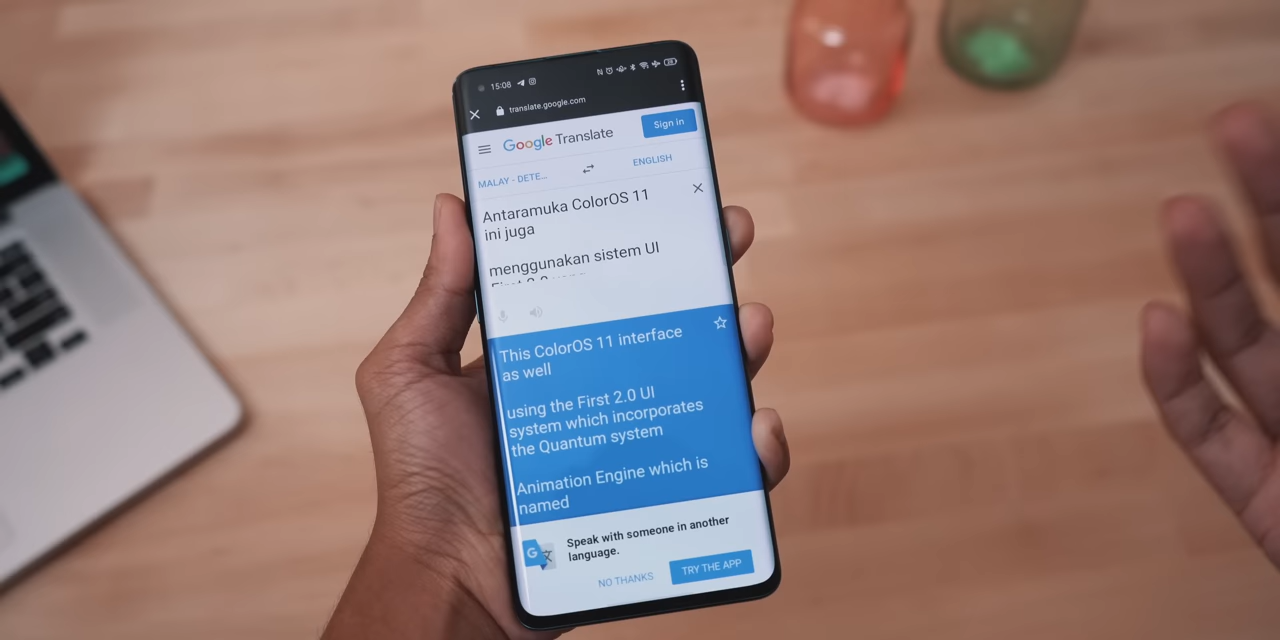 15:08
translate.google.com
Google Translate
Sign in
MALAY - DETE...
ENGLISH
Antaramuka ColorOS 11
ini juga
menggunakan sistem UI
This ColorOS 11 interface
as well
using the First 2.0 UI
system which incorporates
the Quantum system
Animation Engine which is
named
Speak with someone in another
language.
NO THANKS
TRY THE APP